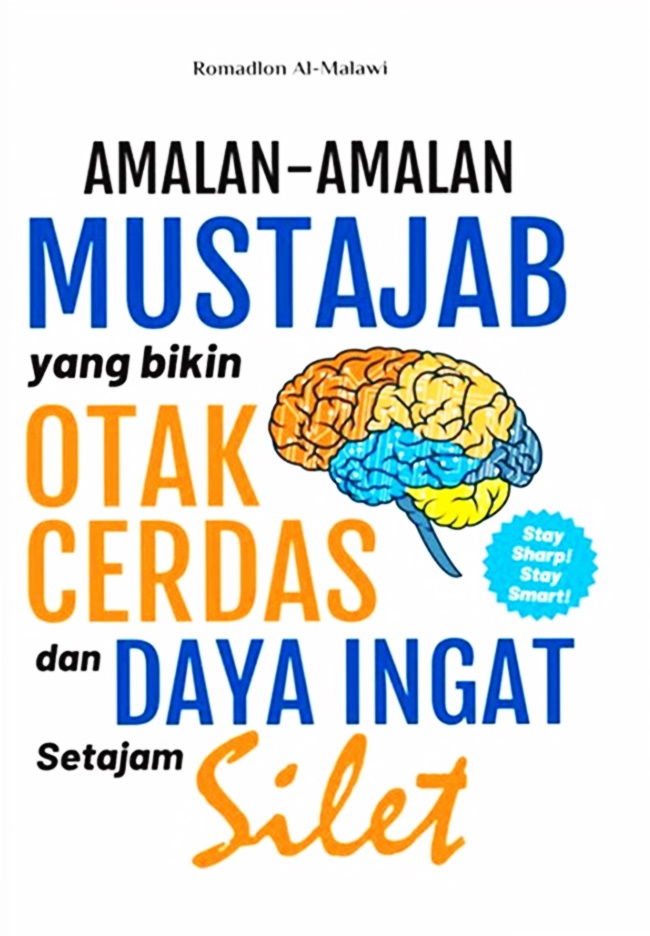 Romadlon Al-Malawi
AMALAN-AMALAN
MUSTAJAB
yang bikin
OTAK
CERDAS
Stay
Sharp!
Stay
Smart!
dan DAYA INGAT
Setajam Silet